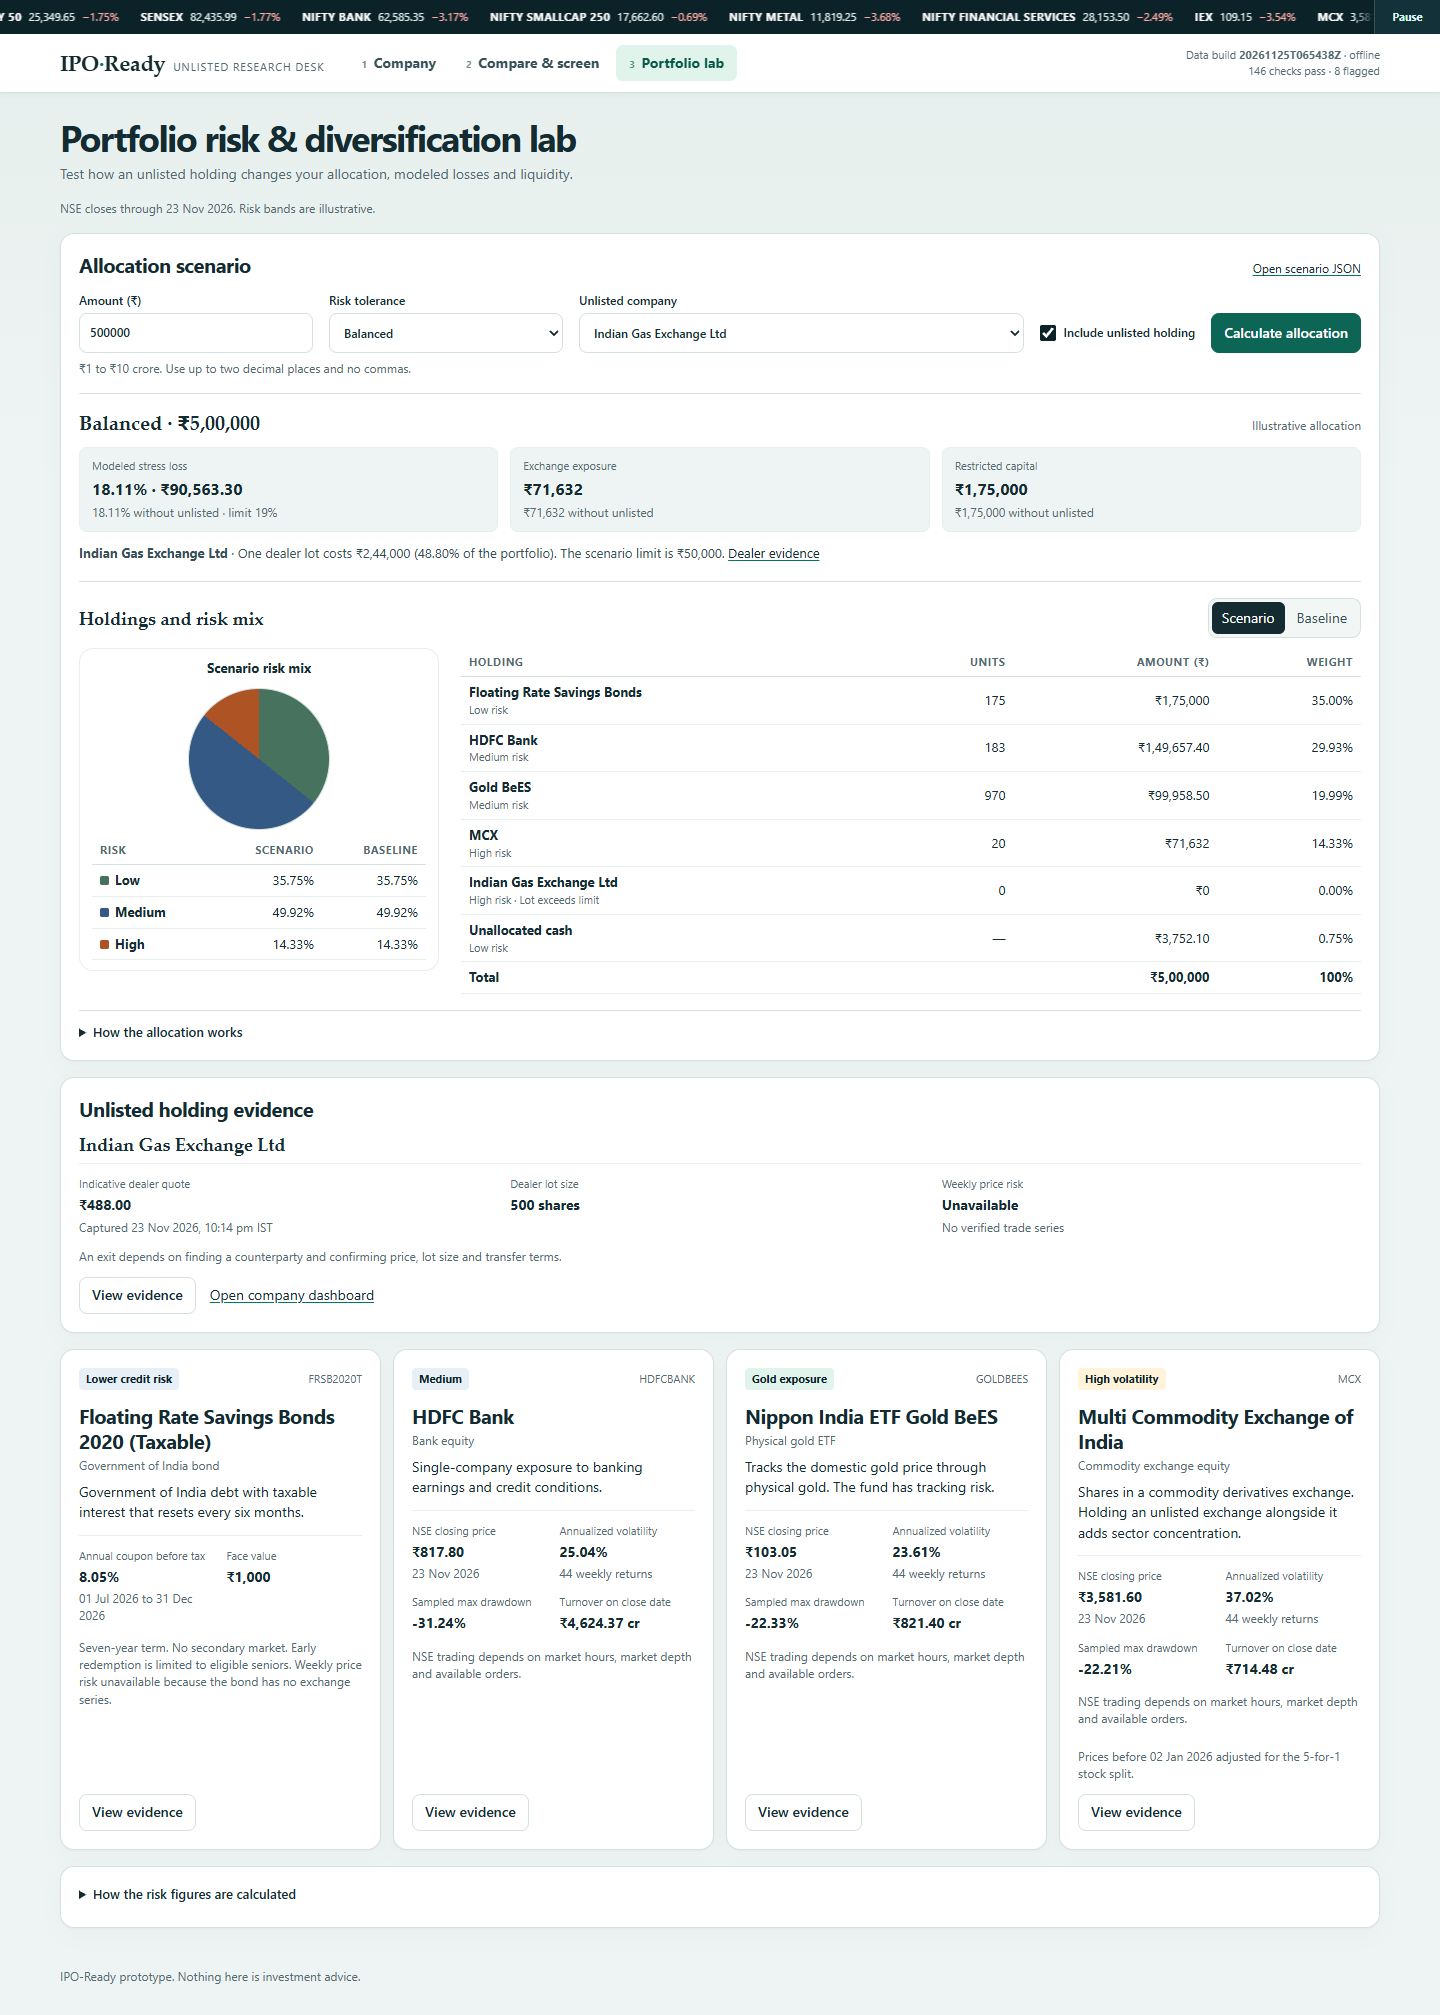 Y 50 25,349.65 −1.75% SENSEX 82,435.99 −1.77% NIFTY BANK 62,585.35 −3.17% NIFTY SMALLCAP 250 17,662.60 −0.69% NIFTY METAL 11,819.25 −3.68% NIFTY FINANCIAL SERVICES 28,153.50 −2.49% IEX 109.15 −3.54% MCX 3,58 Pause
IPO·Ready UNLISTED RESEARCH DESK 1 Company 2 Compare & screen 3 Portfolio lab
Data build 20261125T065438Z · offline
146 checks pass · 8 flagged
Portfolio risk & diversification lab
Test how an unlisted holding changes your allocation, modeled losses and liquidity.
NSE closes through 23 Nov 2026. Risk bands are illustrative.
Allocation scenario Open scenario JSON
Amount (₹) Risk tolerance Unlisted company
500000 Balanced Indian Gas Exchange Ltd Include unlisted holding Calculate allocation
₹1 to ₹10 crore. Use up to two decimal places and no commas.
Balanced · ₹5,00,000 Illustrative allocation
Modeled stress loss
18.11% · ₹90,563.30
18.11% without unlisted · limit 19%
Exchange exposure
₹71,632
₹71,632 without unlisted
Restricted capital
₹1,75,000
₹1,75,000 without unlisted
Indian Gas Exchange Ltd · One dealer lot costs ₹2,44,000 (48.80% of the portfolio). The scenario limit is ₹50,000. Dealer evidence
Holdings and risk mix Scenario Baseline
Scenario risk mix
RISK SCENARIO BASELINE
Low 35.75% 35.75%
Medium 49.92% 49.92%
High 14.33% 14.33%
HOLDING UNITS AMOUNT (₹) WEIGHT
Floating Rate Savings Bonds 175 ₹1,75,000 35.00%
Low risk
HDFC Bank 183 ₹1,49,657.40 29.93%
Medium risk
Gold BeES 970 ₹99,958.50 19.99%
Medium risk
MCX 20 ₹71,632 14.33%
High risk
Indian Gas Exchange Ltd 0 ₹0 0.00%
High risk · Lot exceeds limit
Unallocated cash — ₹3,752.10 0.75%
Low risk
Total ₹5,00,000 100%
▶ How the allocation works
Unlisted holding evidence
Indian Gas Exchange Ltd
Indicative dealer quote
₹488.00
Captured 23 Nov 2026, 10:14 pm IST
Dealer lot size
500 shares
Weekly price risk
Unavailable
No verified trade series
An exit depends on finding a counterparty and confirming price, lot size and transfer terms.
View evidence Open company dashboard
Lower credit risk FRSB2020T
Floating Rate Savings Bonds
2020 (Taxable)
Government of India bond
Government of India debt with taxable
interest that resets every six months.
Annual coupon before tax Face value
8.05% ₹1,000
01 Jul 2026 to 31 Dec
2026
Seven-year term. No secondary market. Early
redemption is limited to eligible seniors. Weekly price
risk unavailable because the bond has no exchange
series.
View evidence
Medium HDFCBANK
HDFC Bank
Bank equity
Single-company exposure to banking
earnings and credit conditions.
NSE closing price Annualized volatility
₹817.80 25.04%
23 Nov 2026 44 weekly returns
Sampled max drawdown Turnover on close date
-31.24% ₹4,624.37 cr
NSE trading depends on market hours, market depth
and available orders.
View evidence
Gold exposure GOLDBEES
Nippon India ETF Gold BeES
Physical gold ETF
Tracks the domestic gold price through
physical gold. The fund has tracking risk.
NSE closing price Annualized volatility
₹103.05 23.61%
23 Nov 2026 44 weekly returns
Sampled max drawdown Turnover on close date
-22.33% ₹821.40 cr
NSE trading depends on market hours, market depth
and available orders.
View evidence
High volatility MCX
Multi Commodity Exchange of
India
Commodity exchange equity
Shares in a commodity derivatives exchange.
Holding an unlisted exchange alongside it
adds sector concentration.
NSE closing price Annualized volatility
₹3,581.60 37.02%
23 Nov 2026 44 weekly returns
Sampled max drawdown Turnover on close date
-22.21% ₹714.48 cr
NSE trading depends on market hours, market depth
and available orders.
Prices before 02 Jan 2026 adjusted for the 5-for-1
stock split.
View evidence
▶ How the risk figures are calculated
IPO-Ready prototype. Nothing here is investment advice.